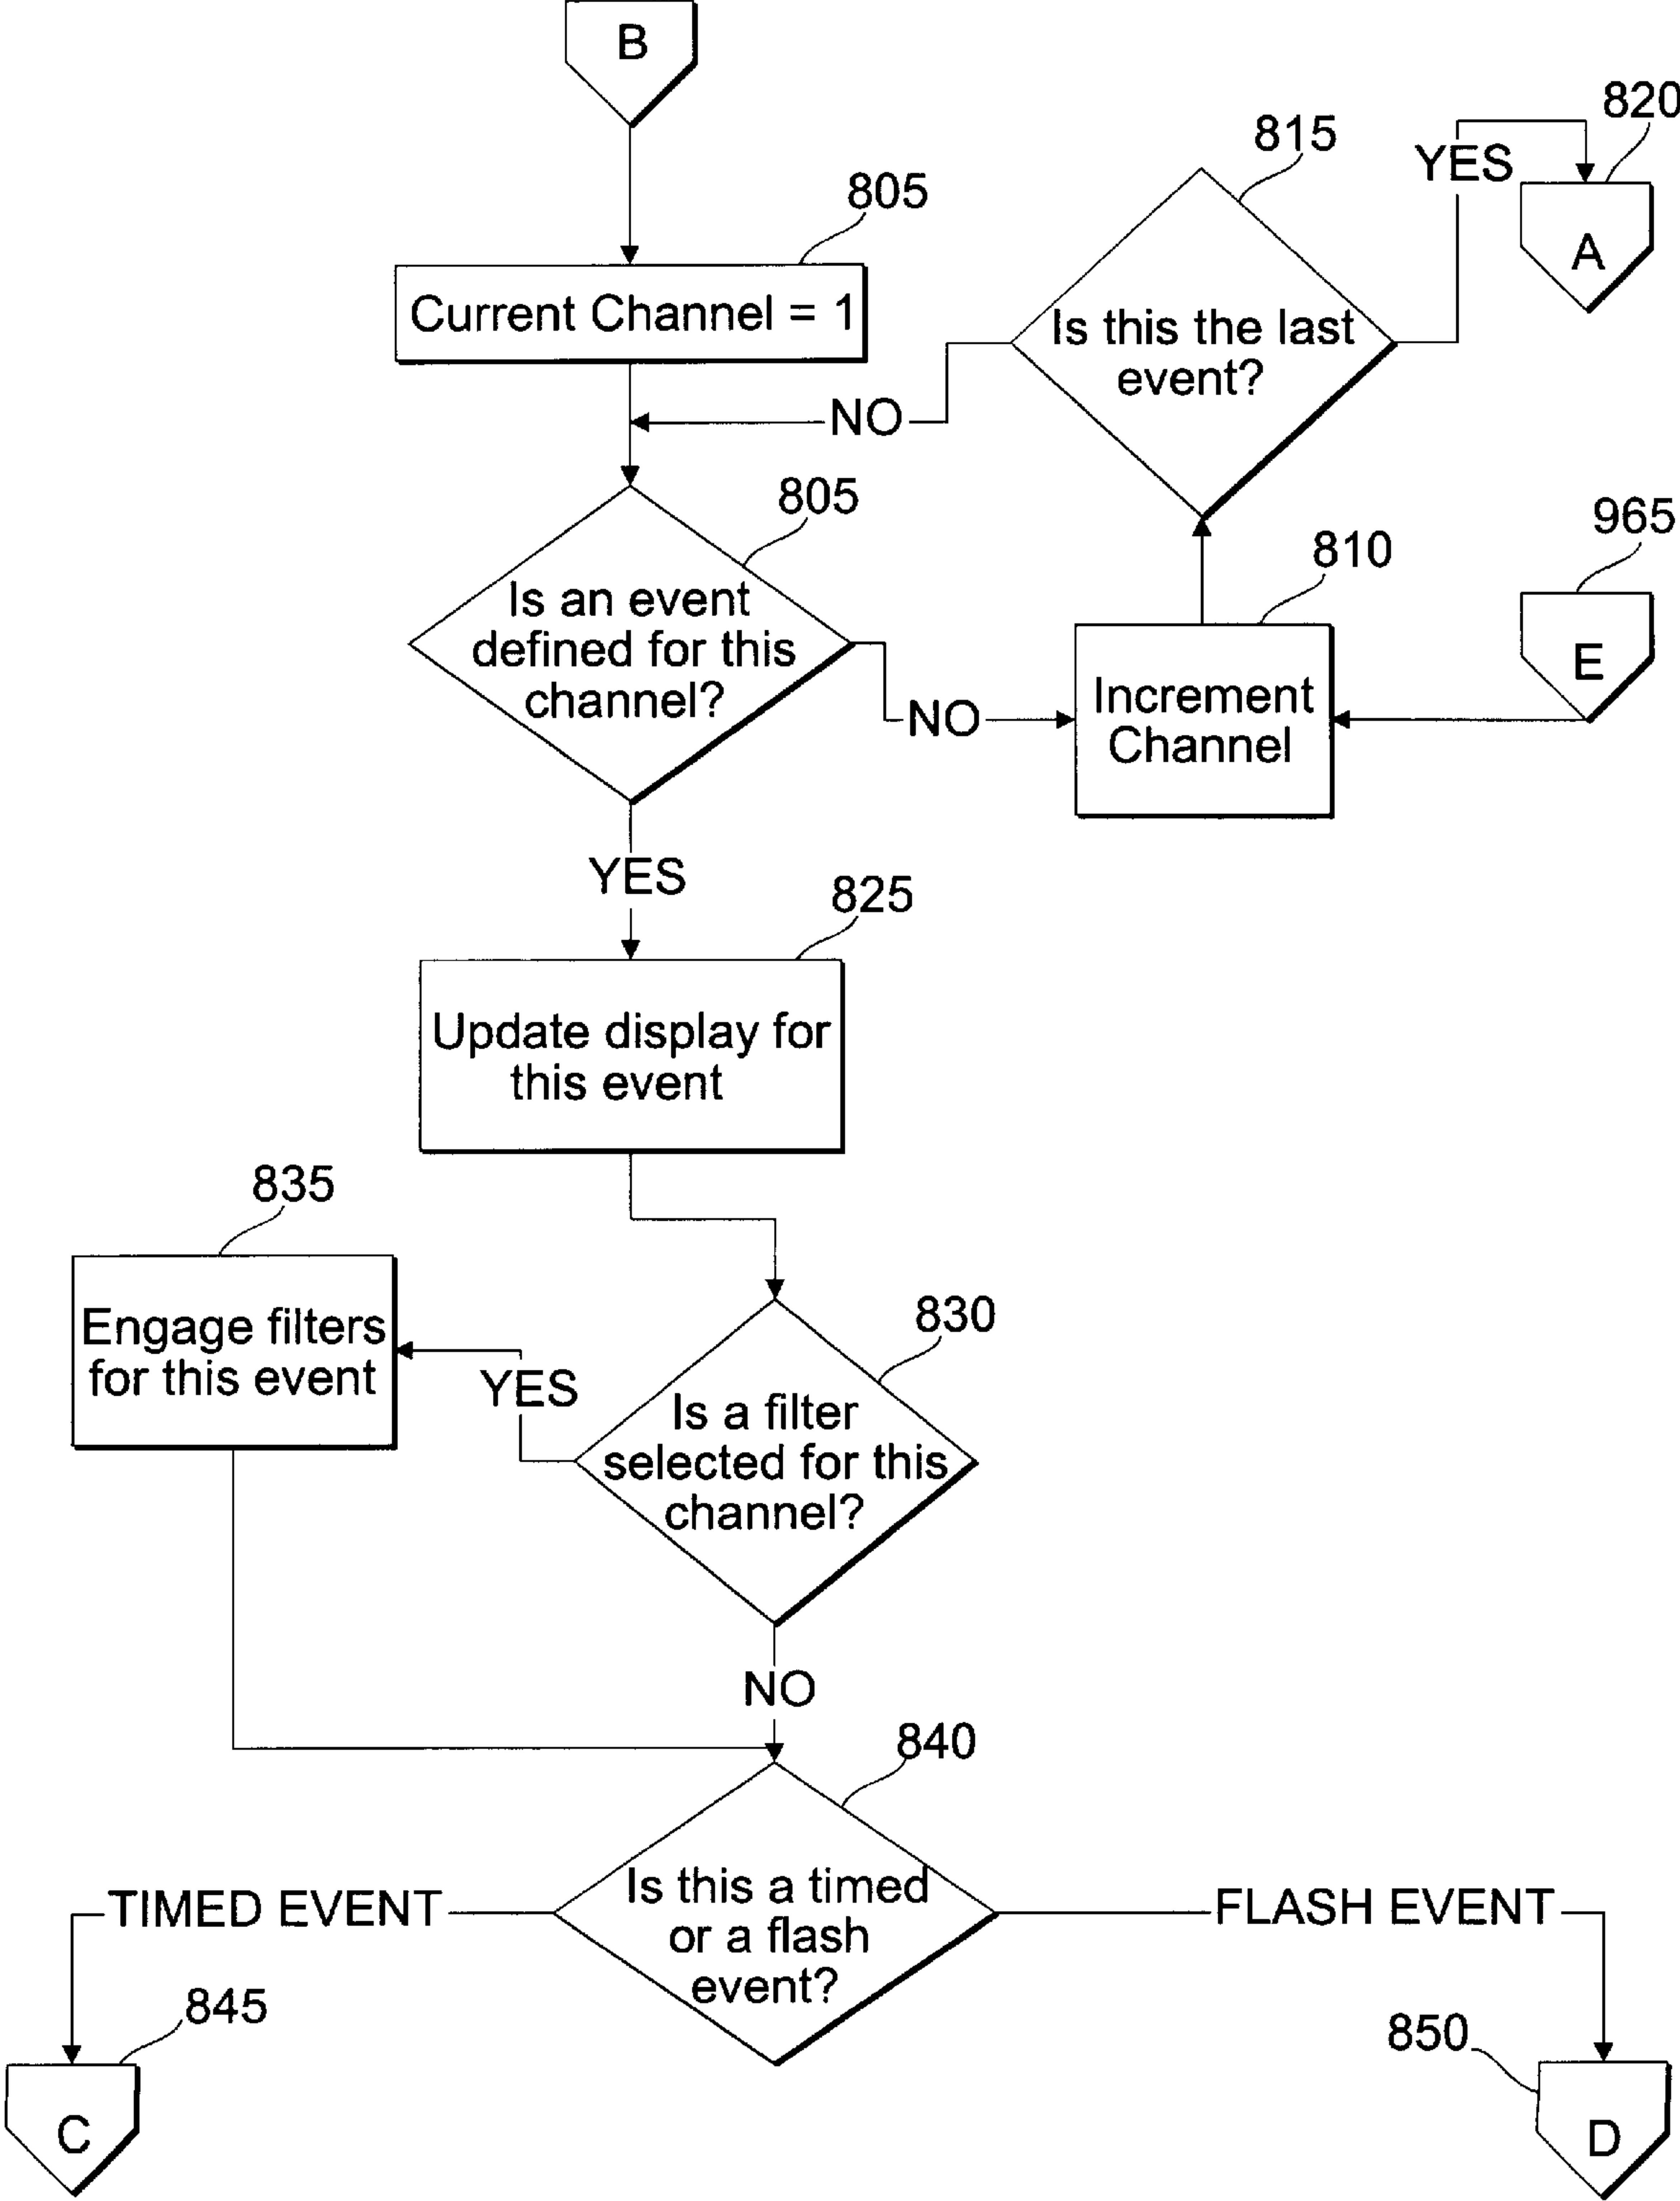 B
820
815
YES
805
A
Current Channel = 1
Is this the last
event?
NO
805
965
810
Is an event
defined for this
channel?
E
Increment
Channel
NO
YES
825
Update display for
this event
835
830
Engage filters
for this event
YES
Is a filter
selected for this
channel?
NO
840
Is this a timed
or a flash
event?
TIMED EVENT
FLASH EVENT
845
850
C
D